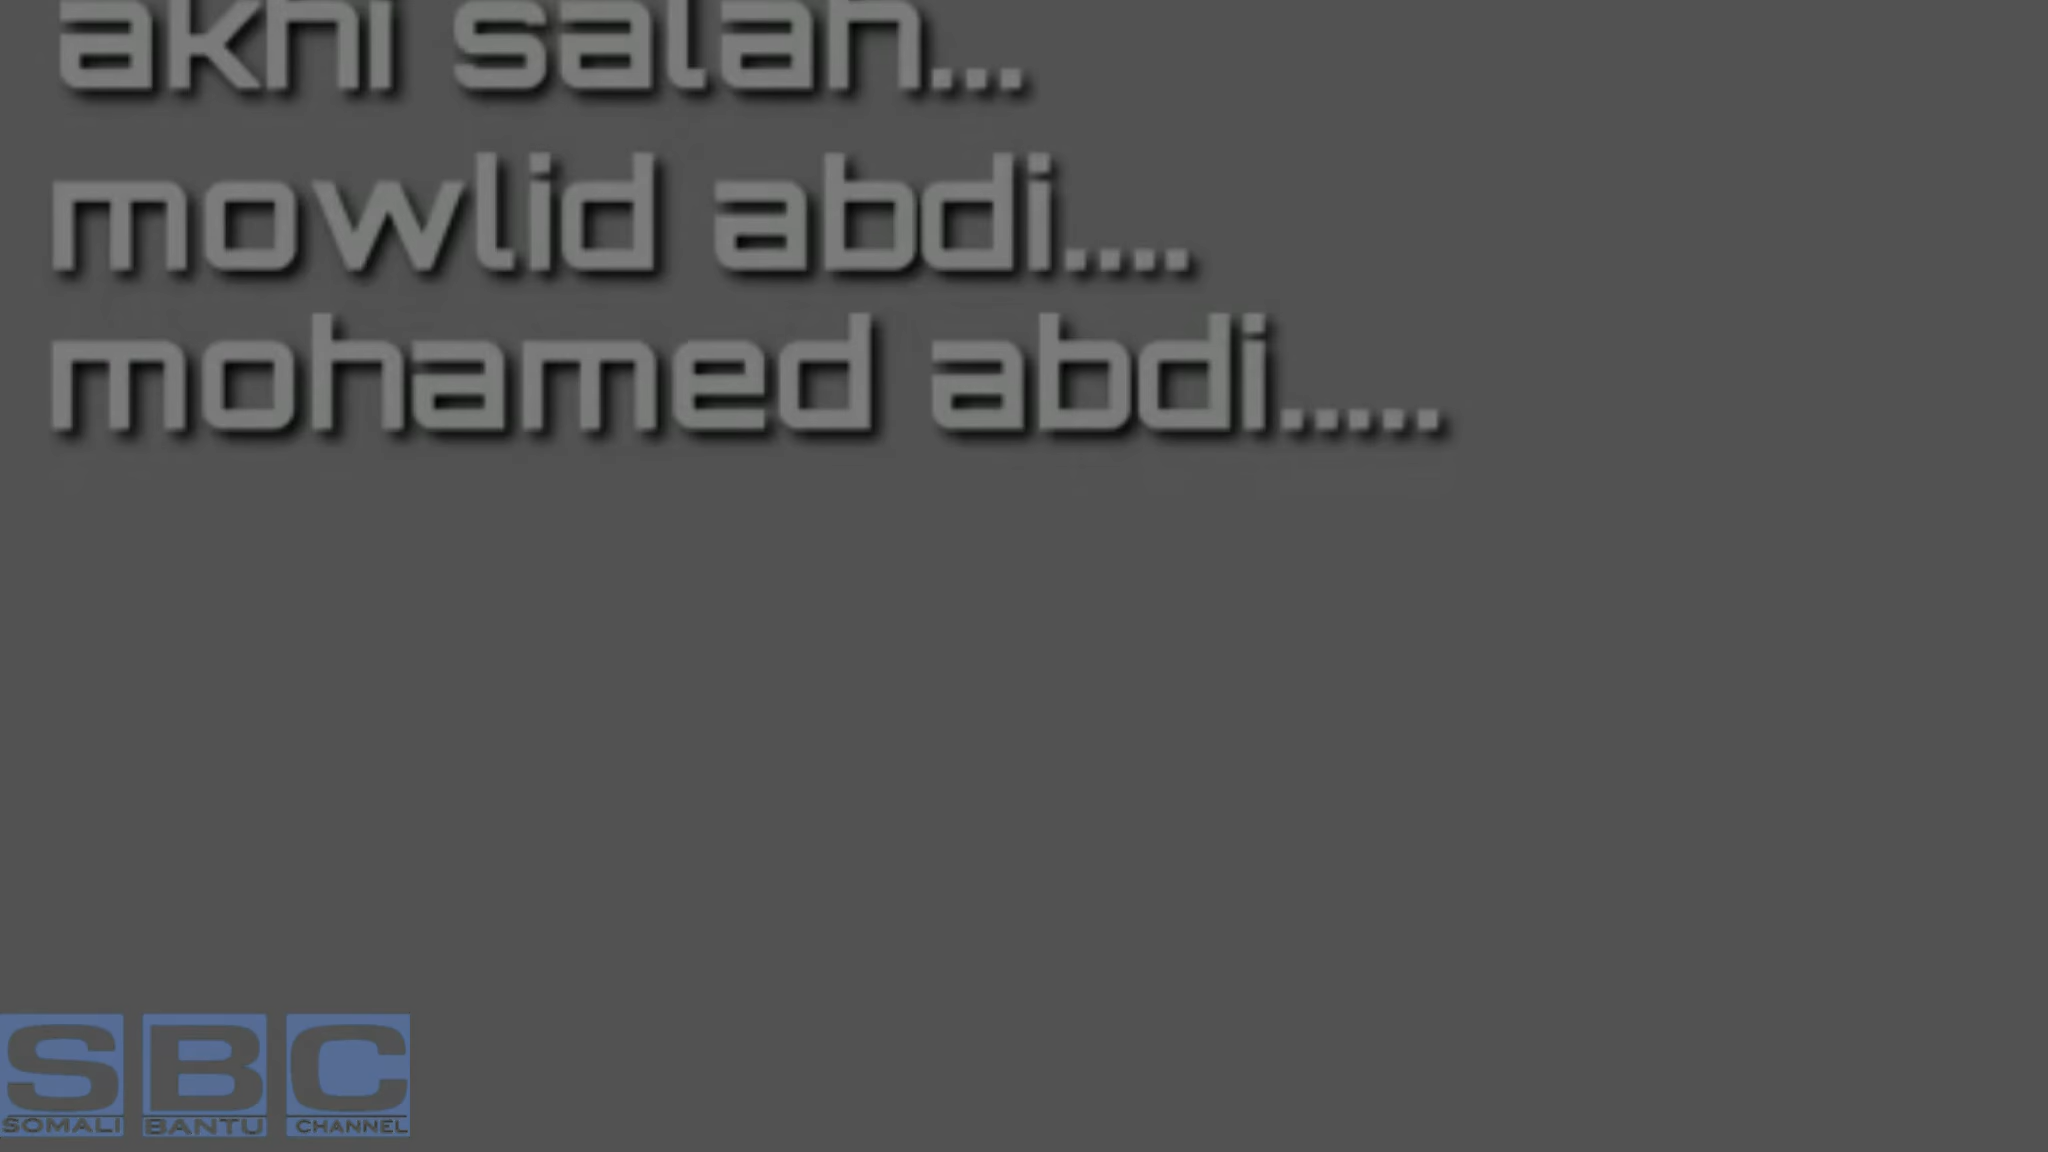 akhi salah...
mowlid abdi....
mohamed abdi.....
SBC
SOMALI BANTU CHANNEL